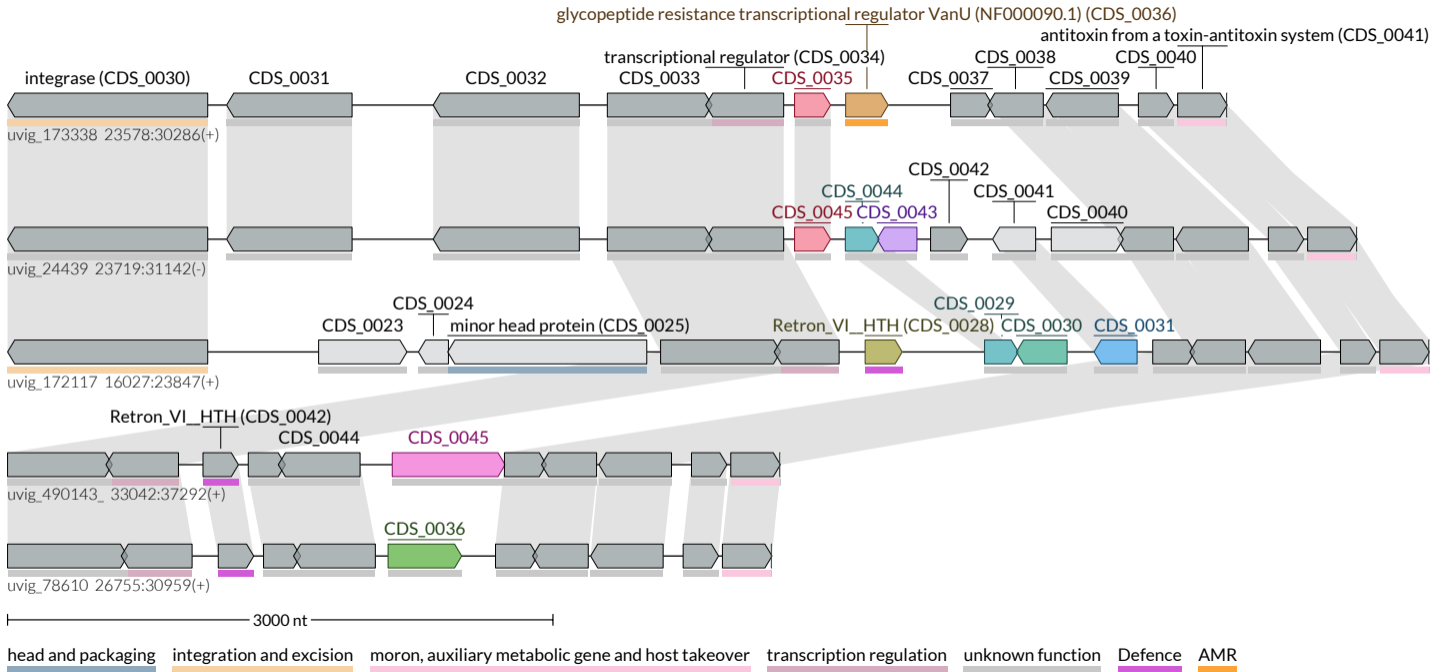 glycopeptide resistance transcriptional regulator VanU (NF000090.1) (CDS_0036)
antitoxin from a toxin-antitoxin system (CDS_0041)
transcriptional regulator (CDS_0034) CDS_0038 CDS_0040
integrase (CDS_0030) CDS_0031 CDS_0032 CDS_0033 CDS_0035 CDS_0037 CDS_0039
uvig_173338 23578:30286(+)
CDS_0042
CDS_0044 CDS_0041
CDS_0045 CDS_0043 CDS_0040
uvig_24439 23719:31142(-)
CDS_0024 CDS_0029
CDS_0023 minor head protein (CDS_0025) Retron_VI__HTH (CDS_0028) CDS_0030 CDS_0031
uvig_172117 16027:23847(+)
Retron_VI__HTH (CDS_0042)
CDS_0044 CDS_0045
uvig_490143_ 33042:37292(+)
CDS_0036
uvig_78610 26755:30959(+)
3000 nt
head and packaging integration and excision moron, auxiliary metabolic gene and host takeover transcription regulation unknown function Defence AMR